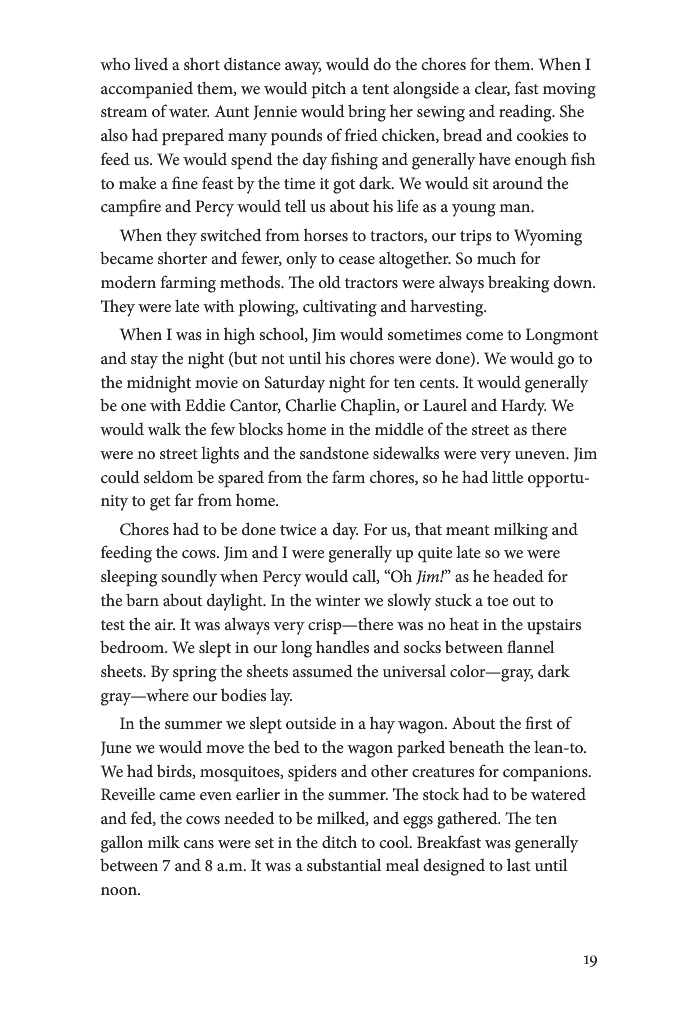 who lived a short distance away, would do the chores for them. When I
accompanied them, we would pitch a tent alongside a clear, fast moving
stream of water. Aunt Jennie would bring her sewing and reading. She
also had prepared many pounds of fried chicken, bread and cookies to
feed us. We would spend the day fishing and generally have enough fish
to make a fine feast by the time it got dark. We would sit around the
campfire and Percy would tell us about his life as a young man.
When they switched from horses to tractors, our trips to Wyoming
became shorter and fewer, only to cease altogether. So much for
modern farming methods. The old tractors were always breaking down.
They were late with plowing, cultivating and harvesting.
When I was in high school, Jim would sometimes come to Longmont
and stay the night (but not until his chores were done). We would go to
the midnight movie on Saturday night for ten cents. It would generally
be one with Eddie Cantor, Charlie Chaplin, or Laurel and Hardy. We
would walk the few blocks home in the middle of the street as there
were no street lights and the sandstone sidewalks were very uneven. Jim
could seldom be spared from the farm chores, so he had little opportu-
nity to get far from home.
Chores had to be done twice a day. For us, that meant milking and
feeding the cows. Jim and I were generally up quite late so we were
sleeping soundly when Percy would call, “Oh Jim!” as he headed for
the barn about daylight. In the winter we slowly stuck a toe out to
test the air. It was always very crisp—there was no heat in the upstairs
bedroom. We slept in our long handles and socks between flannel
sheets. By spring the sheets assumed the universal color—gray, dark
gray—where our bodies lay.
In the summer we slept outside in a hay wagon. About the first of
June we would move the bed to the wagon parked beneath the lean-to.
We had birds, mosquitoes, spiders and other creatures for companions.
Reveille came even earlier in the summer. The stock had to be watered
and fed, the cows needed to be milked, and eggs gathered. The ten
gallon milk cans were set in the ditch to cool. Breakfast was generally
between 7 and 8 a.m. It was a substantial meal designed to last until
noon.
19